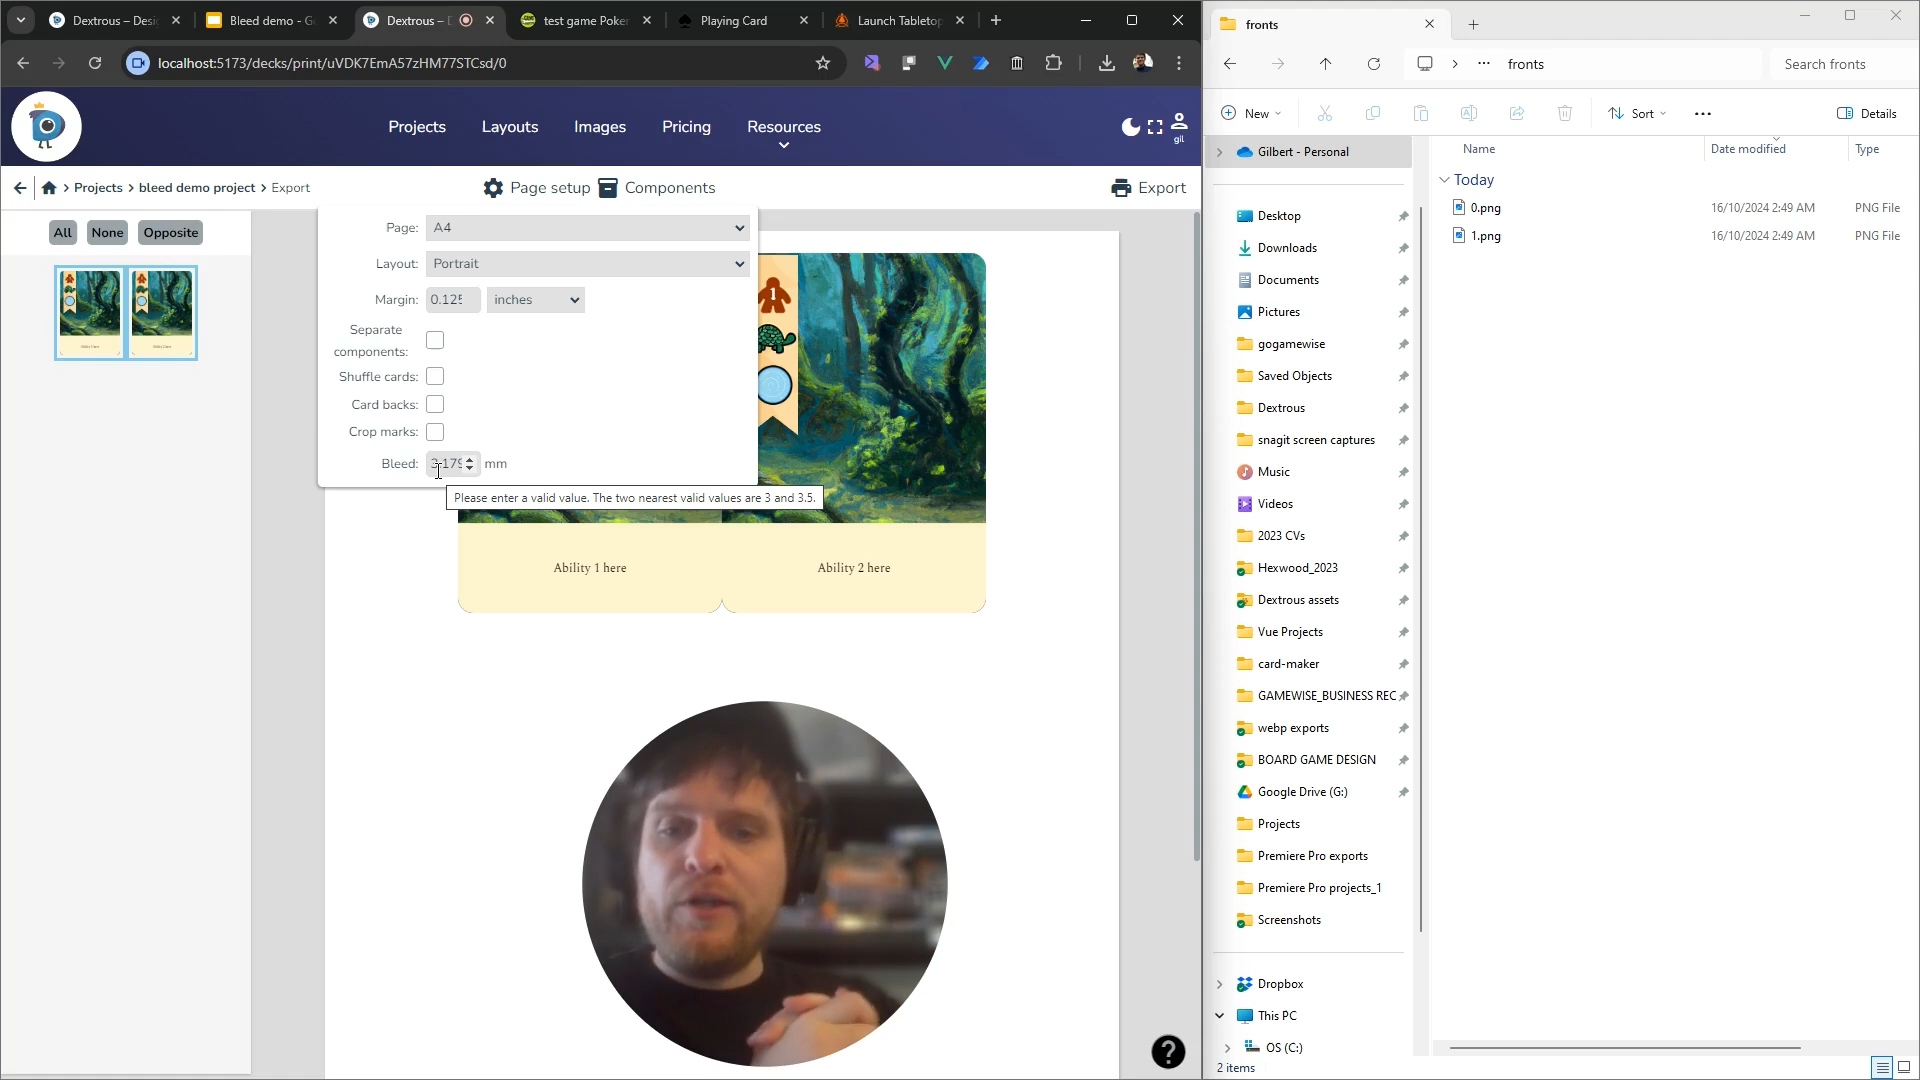 Dextrous – Desi
Bleed demo - G
Dextrous –
test game Poker
Playing Card
Launch Tabletop
localhost:5173/decks/print/uVDK7EmA57zHM77STCsd/0
Projects
Layouts
Images
Pricing
Resources
gil
Projects > bleed demo project > Export
Page setup
Components
Export
All
None
Opposite
Page: A4
Layout: Portrait
Margin: 0.125 inches
Separate
components:
Shuffle cards:
Card backs:
Crop marks:
Bleed: 3.175 mm
Please enter a valid value. The two nearest valid values are 3 and 3.5.
1
Ability 1 here
Ability 2 here
?
fronts
fronts
Search fronts
New
Sort
Details
Gilbert - Personal
Desktop
Downloads
Documents
Pictures
gogamewise
Saved Objects
Dextrous
snagit screen captures
Music
Videos
2023 CVs
Hexwood_2023
Dextrous assets
Vue Projects
card-maker
GAMEWISE_BUSINESS REC
webp exports
BOARD GAME DESIGN
Google Drive (G:)
Projects
Premiere Pro exports
Premiere Pro projects_1
Screenshots
Dropbox
This PC
OS (C:)
2 items
Name
Date modified
Type
Today
0.png 16/10/2024 2:49 AM PNG File
1.png 16/10/2024 2:49 AM PNG File